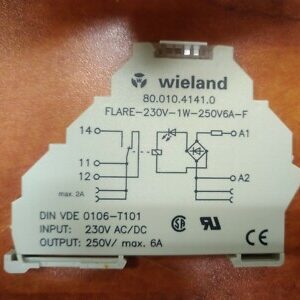 wieland
80.010.4141.0
FLARE-230V-1W-250V6A-F
14
A1
11
12
A2
max. 2A
DIN VDE 0106-T101
INPUT: 230V AC/DC
OUTPUT: 250V/ max. 6A